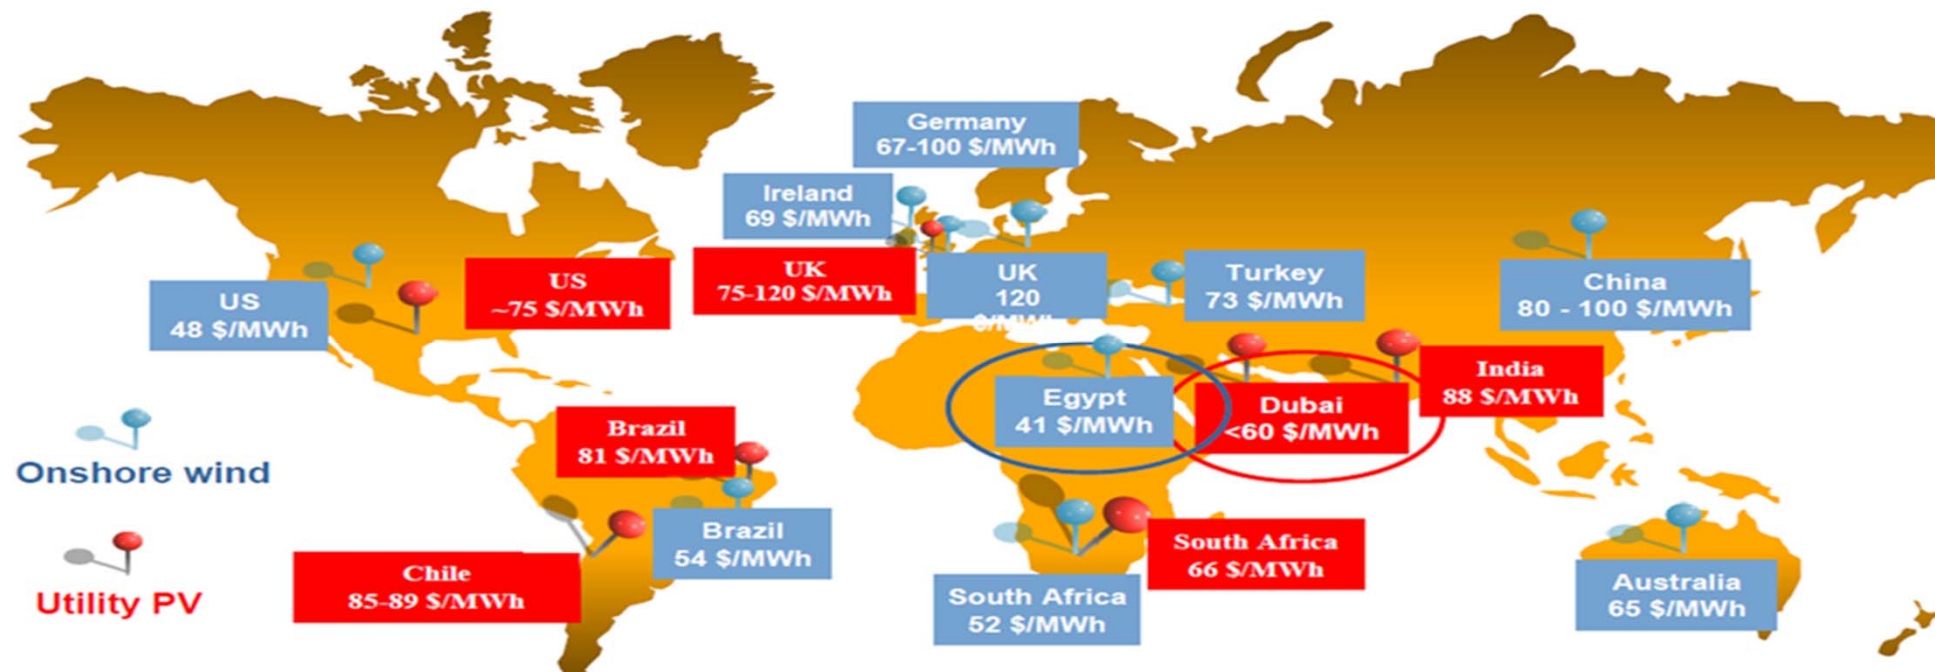 Germany
67-100 $/MWh
Ireland
69 $/MWh
UK
75-120 $/MWh
UK
120
$/MWh
Turkey
73 $/MWh
China
80 - 100 $/MWh
US
48 $/MWh
US
~75 $/MWh
Egypt
41 $/MWh
Dubai
<60 $/MWh
India
88 $/MWh
Brazil
81 $/MWh
Onshore wind
Brazil
54 $/MWh
South Africa
66 $/MWh
Chile
85-89 $/MWh
South Africa
52 $/MWh
Australia
65 $/MWh
Utility PV